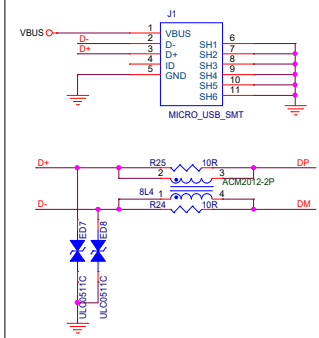 J1
VBUS 1 VBUS
D- 2 D- SH1 6
D+ 3 D+ SH2 7
4 ID SH3 8
5 GND SH4 9
SH5 10
SH6 11
MICRO_USB_SMT
D+ R25 10R DP
2 3
ACM2012-2P
8L4 1 4
D- R24 10R DM
ED7
ED8
ULC0511C
ULC0511C